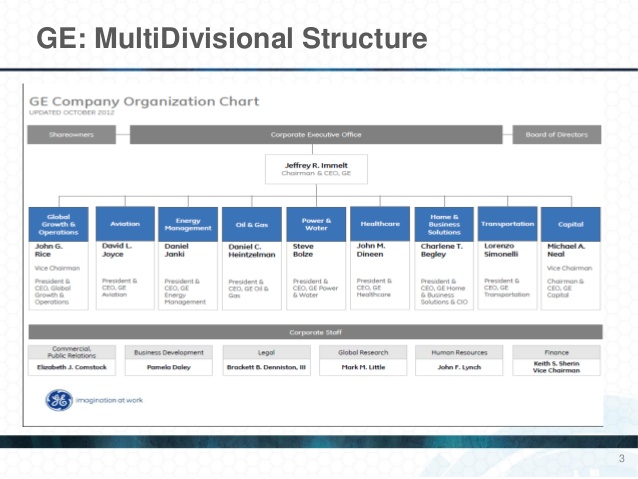 GE: MultiDivisional Structure
GE Company Organization Chart
UPDATED OCTOBER 2012
Shareowners
Corporate Executive Office
Board of Directors
Jeffrey R. Immelt
Chairman & CEO, GE
Global
Growth &
Operations
John G.
Rice
Vice Chairman
President &
CEO, Global
Growth &
Operations
Aviation
David L.
Joyce
President &
CEO, GE
Aviation
Energy
Management
Daniel
Janki
President &
CEO, GE
Energy
Management
Oil & Gas
Daniel C.
Heintzelman
President &
CEO, GE Oil &
Gas
Power &
Water
Steve
Bolze
President &
CEO, GE Power
& Water
Healthcare
John M.
Dineen
President &
CEO, GE
Healthcare
Home &
Business
Solutions
Charlene T.
Begley
President &
CEO, GE Home
& Business
Solutions & CIO
Transportation
Lorenzo
Simonelli
President &
CEO, GE
Transportation
Capital
Michael A.
Neal
Vice Chairman
Chairman &
CEO, GE
Capital
Corporate Staff
Commercial,
Public Relations
Elizabeth J. Comstock
Business Development
Pamela Daley
Legal
Brackett B. Denniston, III
Global Research
Mark M. Little
Human Resources
John F. Lynch
Finance
Keith S. Sherin
Vice Chairman
GE
imagination at work
3